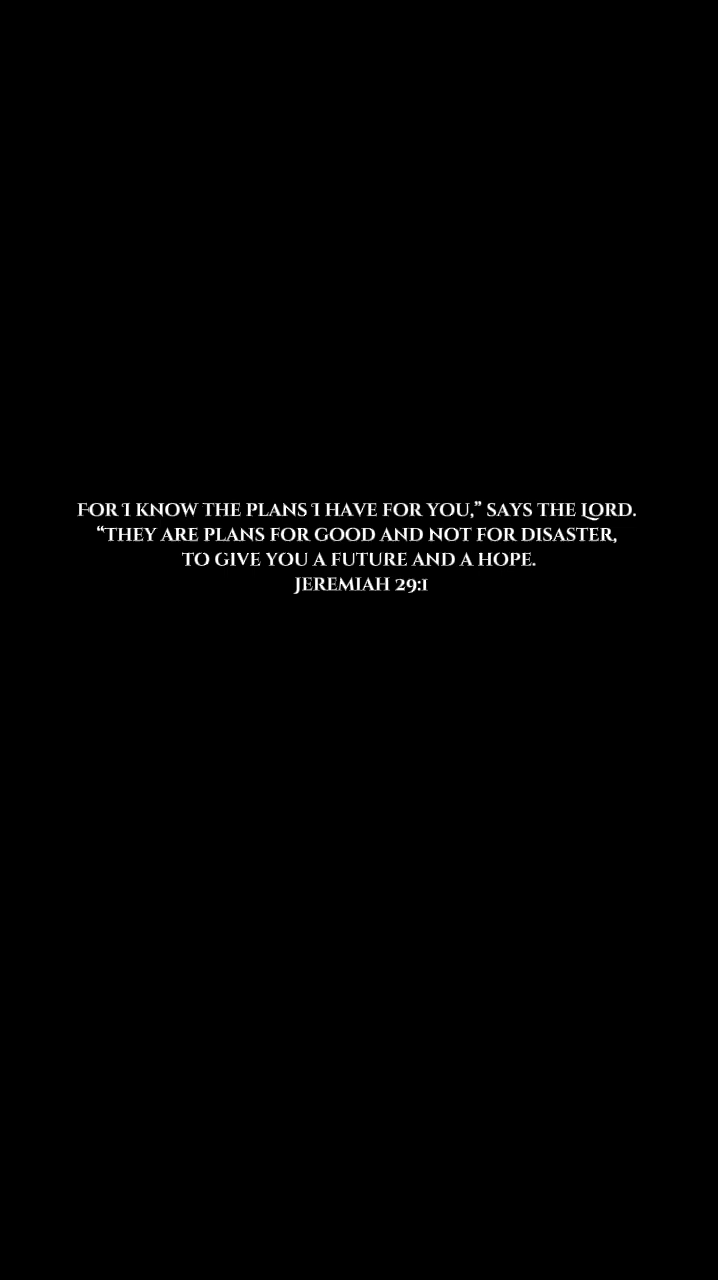 For I know the plans I have for you,” says the Lord.
“They are plans for good and not for disaster,
to give you a future and a hope.
Jeremiah 29:1